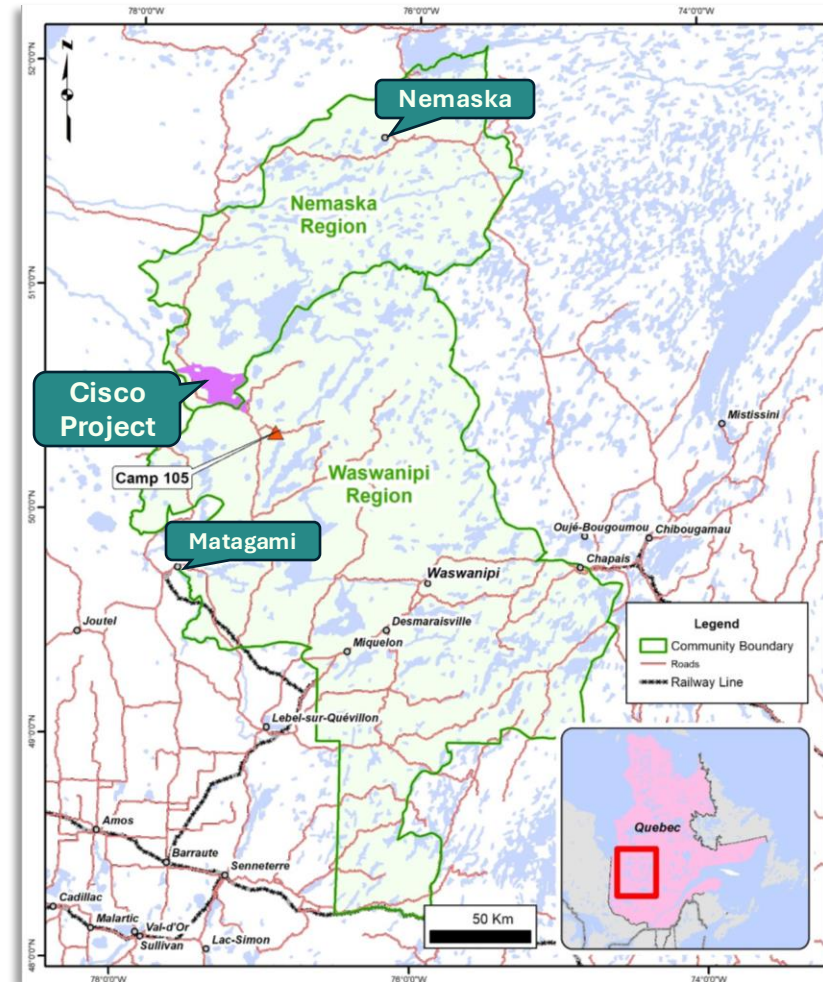 78°0'0"W
76°0'0"W
74°0'0"W
52°0'0"N
Z
Nemaska
Nemaska
Region
51°0'0"N
Cisco
Project
Mistissini
Camp 105
Waswanipi
Region
50°0'0"N
Oujé-Bougoumou
Chibougamau
Matagami
Chapais
Waswanipi
Joutel
Desmaraisville
Miquelon
Legend
Community Boundary
Roads
Railway Line
Lebel-sur-Quévillon
49°0'0"N
Amos
Quebec
Barraute
Senneterre
Cadillac
Malartic
Val-d'Or
Sullivan
Lac-Simon
50 Km
48°0'0"N
78°0'0"W
76°0'0"W
74°0'0"W